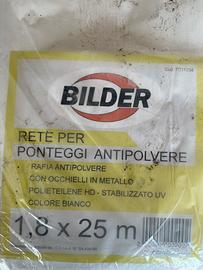 BILDER
RETE PER
PONTEGGI ANTIPOLVERE
RAFIA ANTIPOLVERE
CON OCCHIELLI IN METALLO
POLIETEILENE HD - STABILIZZATO UV
COLORE BIANCO
1,8 x 25 m